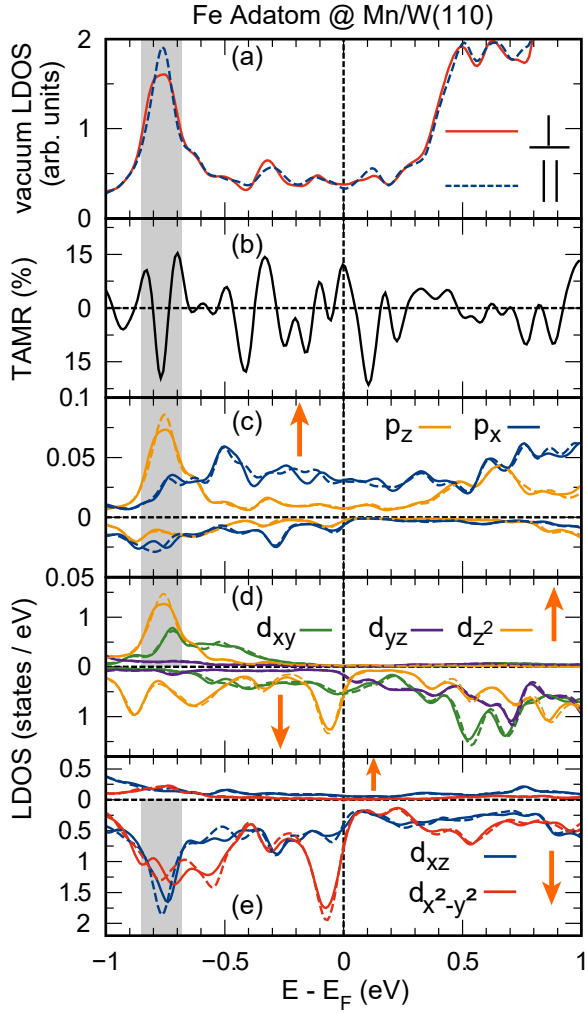 Fe Adatom @ Mn/W(110)
vacuum LDOS
(arb. units)
2
1
0
(a)
⊥
||
TAMR (%)
15
0
15
(b)
0.1
0.05
0
0.05
(c)
p_z
p_x
LDOS (states / eV)
1
0
1
(d)
d_xy
d_yz
d_z²
0.5
0
0.5
1
1.5
2
d_xz
d_x²-y²
(e)
−1
−0.5
0
0.5
1
E - E_F (eV)